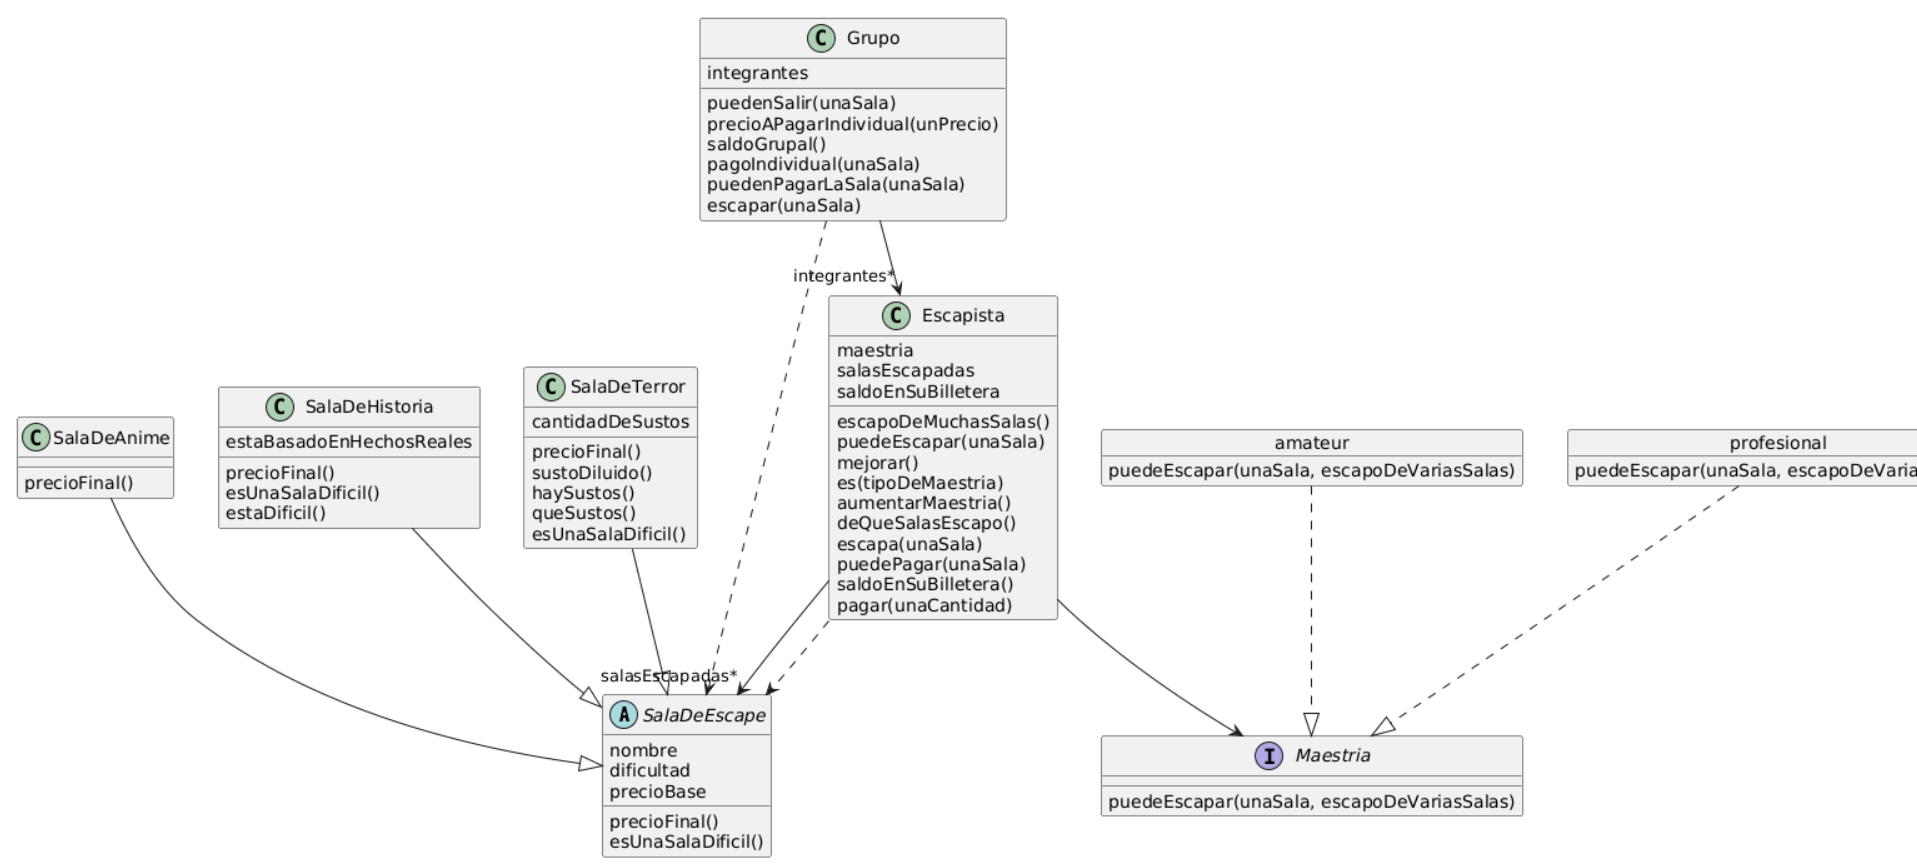 C Grupo
integrantes
puedenSalir(unaSala)
precioAPagarIndividual(unPrecio)
saldoGrupal()
pagoIndividual(unaSala)
puedenPagarLaSala(unaSala)
escapar(unaSala)
integrantes*
C Escapista
maestria
salasEscapadas
saldoEnSuBilletera
escapoDeMuchasSalas()
puedeEscapar(unaSala)
mejorar()
es(tipoDeMaestria)
aumentarMaestria()
deQueSalasEscapo()
escapa(unaSala)
puedePagar(unaSala)
saldoEnSuBilletera()
pagar(unaCantidad)
C SalaDeAnime
precioFinal()
C SalaDeHistoria
estaBasadoEnHechosReales
precioFinal()
esUnaSalaDificil()
estaDificil()
C SalaDeTerror
cantidadDeSustos
precioFinal()
sustoDiluido()
haySustos()
queSustos()
esUnaSalaDificil()
amateur
puedeEscapar(unaSala, escapoDeVariasSalas)
profesional
puedeEscapar(unaSala, escapoDeVaria
salasEscapadas*
A SalaDeEscape
nombre
dificultad
precioBase
precioFinal()
esUnaSalaDificil()
I Maestria
puedeEscapar(unaSala, escapoDeVariasSalas)